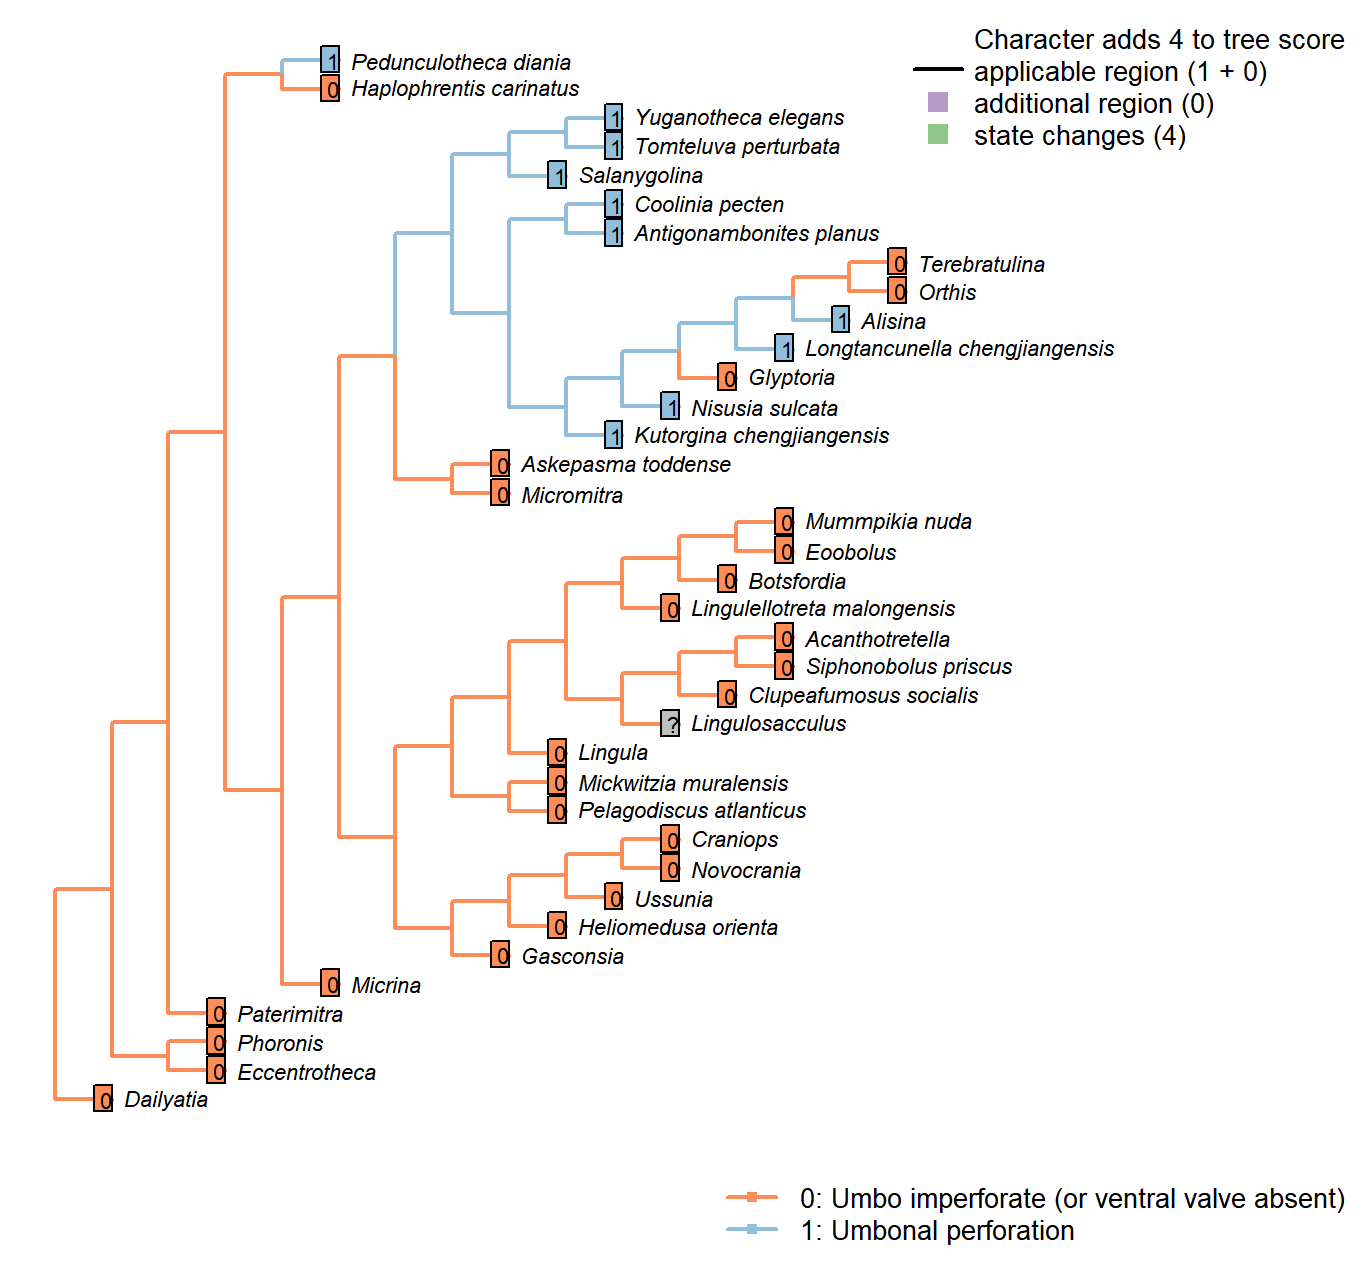 Character adds 4 to tree score
applicable region (1 + 0)
additional region (0)
state changes (4)
1 Pedunculotheca diania
0 Haplophrentis carinatus
1 Yuganotheca elegans
1 Tomteluva perturbata
1 Salanygolina
1 Coolinia pecten
1 Antigonambonites planus
0 Terebratulina
0 Orthis
1 Alisina
1 Longtancunella chengjiangensis
0 Glyptoria
1 Nisusia sulcata
1 Kutorgina chengjiangensis
0 Askepasma toddense
0 Micromitra
0 Mummpikia nuda
0 Eoobolus
0 Botsfordia
0 Lingulellotreta malongensis
0 Acanthotretella
0 Siphonobolus priscus
0 Clupeafumosus socialis
? Lingulosacculus
0 Lingula
0 Mickwitzia muralensis
0 Pelagodiscus atlanticus
0 Craniops
0 Novocrania
0 Ussunia
0 Heliomedusa orienta
0 Gasconsia
0 Micrina
0 Paterimitra
0 Phoronis
0 Eccentrotheca
0 Dailyatia
0: Umbo imperforate (or ventral valve absent)
1: Umbonal perforation